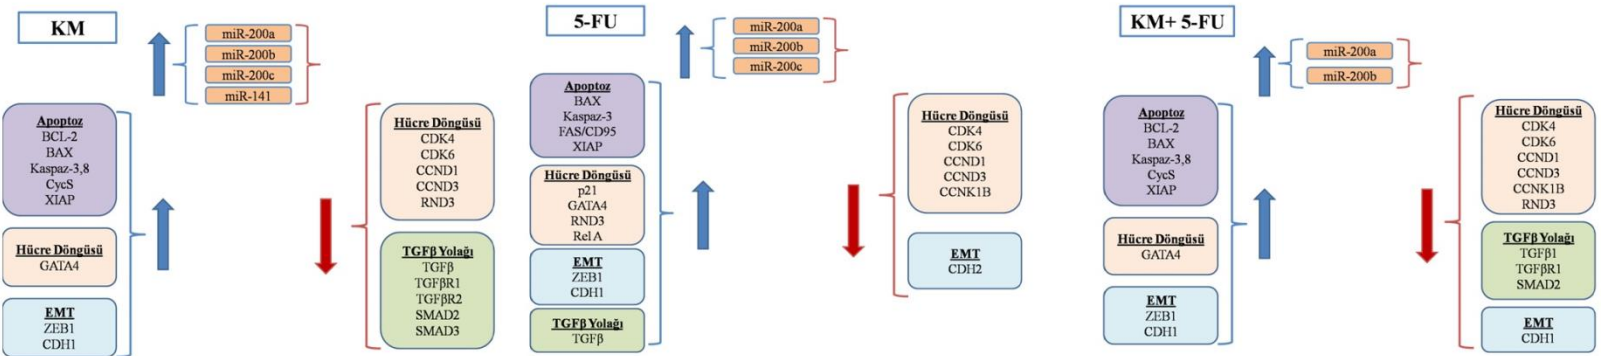 KM
miR-200a
miR-200b
miR-200c
miR-141
Apoptoz
BCL-2
BAX
Kaspaz-3,8
CycS
XIAP
Hücre Döngüsü
GATA4
EMT
ZEB1
CDH1
Hücre Döngüsü
CDK4
CDK6
CCND1
CCND3
RND3
TGFβ Yolağı
TGFβ
TGFβR1
TGFβR2
SMAD2
SMAD3
5-FU
miR-200a
miR-200b
miR-200c
Apoptoz
BAX
Kaspaz-3
FAS/CD95
XIAP
Hücre Döngüsü
p21
GATA4
RND3
Rel A
EMT
ZEB1
CDH1
TGFβ Yolağı
TGFβ
Hücre Döngüsü
CDK4
CDK6
CCND1
CCND3
CCNK1B
EMT
CDH2
KM+ 5-FU
miR-200a
miR-200b
Apoptoz
BCL-2
BAX
Kaspaz-3,8
CycS
XIAP
Hücre Döngüsü
GATA4
EMT
ZEB1
CDH1
Hücre Döngüsü
CDK4
CDK6
CCND1
CCND3
CCNK1B
RND3
TGFβ Yolağı
TGFβ1
TGFβR1
SMAD2
EMT
CDH1